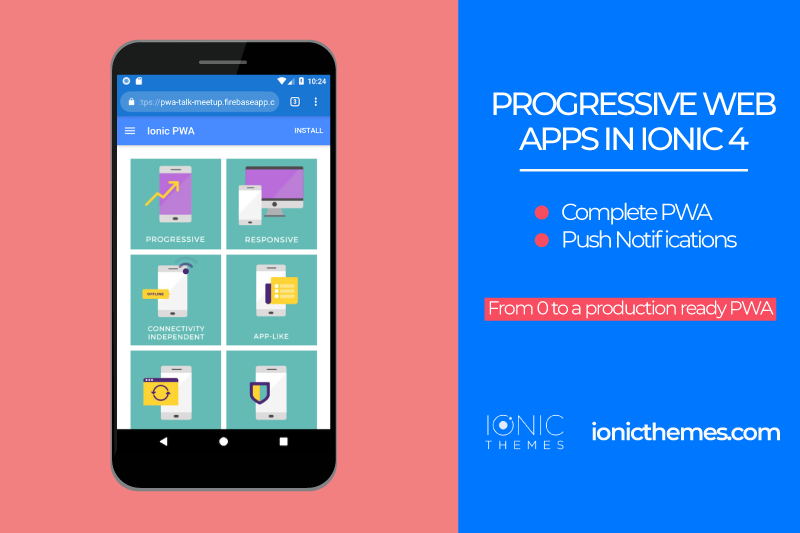 10:24
tps://pwa-talk-meetup.firebaseapp.c
3
Ionic PWA
INSTALL
PROGRESSIVE
RESPONSIVE
OFFLINE
CONNECTIVITY
INDEPENDENT
APP-LIKE
PROGRESSIVE WEB
APPS IN IONIC 4
Complete PWA
Push Notifications
From 0 to a production ready PWA
IONIC
THEMES
ionicthemes.com